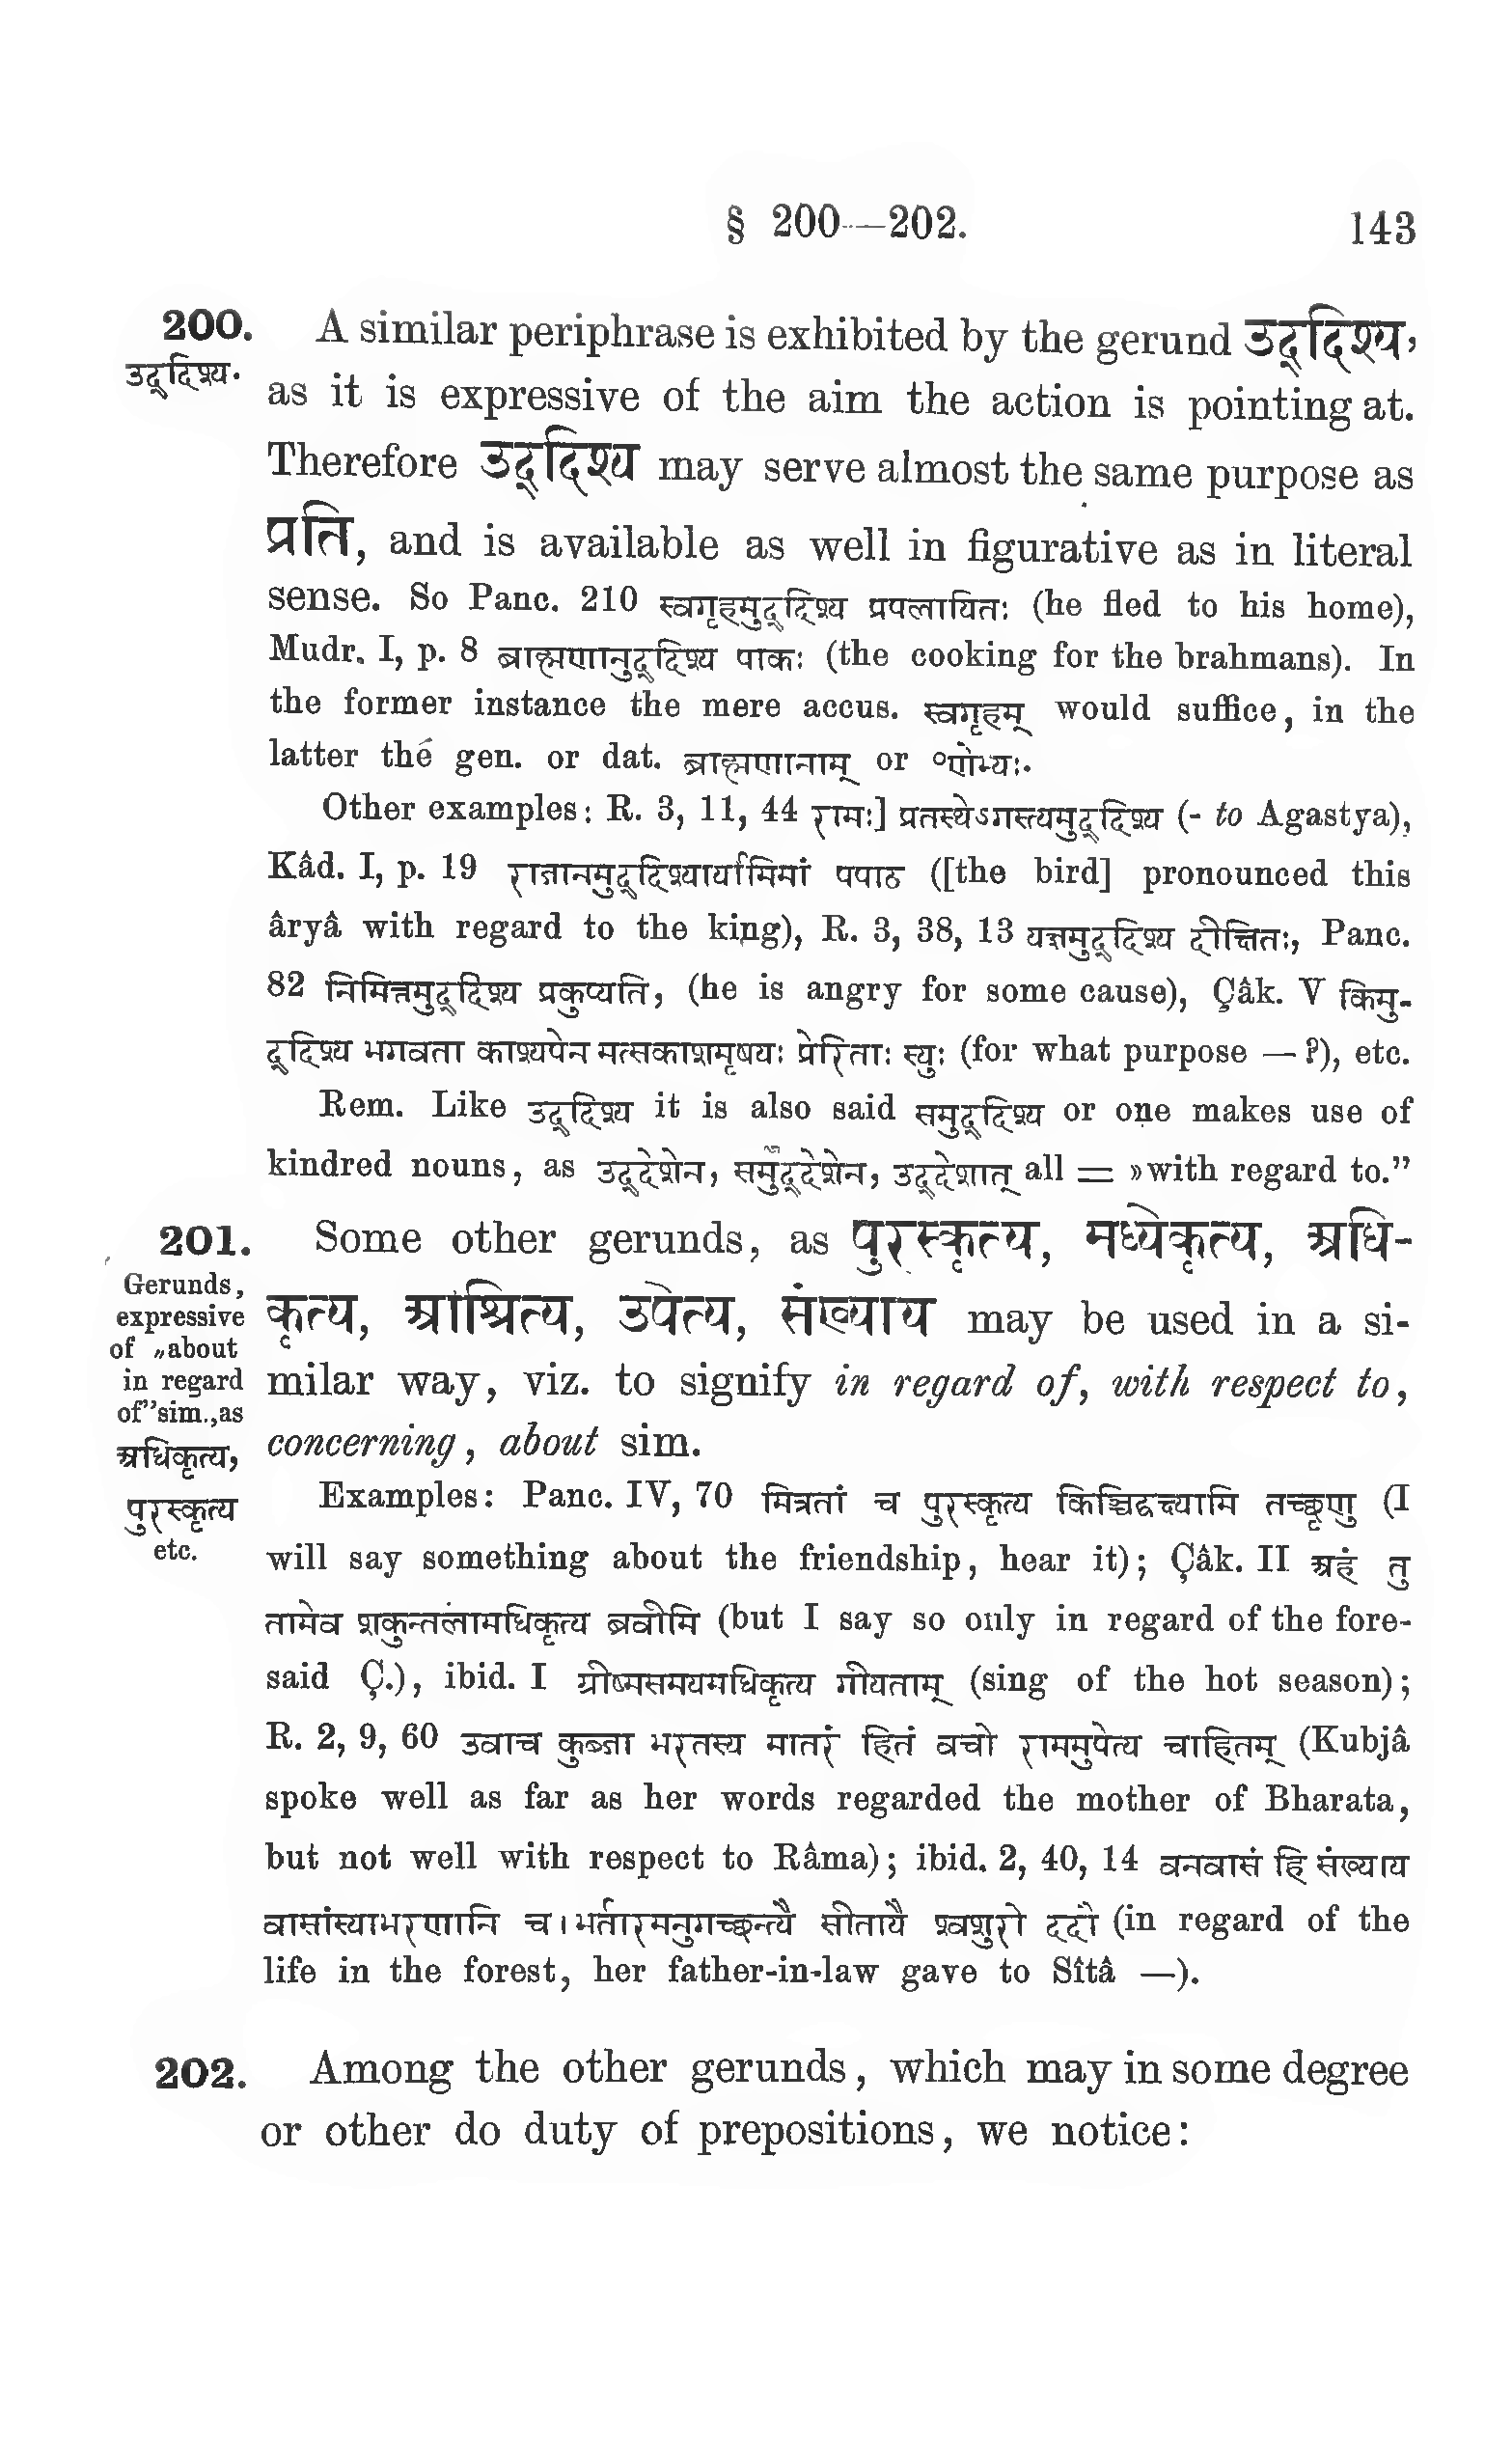 § 200—202.
143
200. A similar periphrase is exhibited by the gerund उद्दिश्य,
उद्दिश्य.
as it is expressive of the aim the action is pointing at.
Therefore उद्दिश्य may serve almost the same purpose as
प्रति, and is available as well in figurative as in literal
sense. So Panc. 210 स्वगृहमुद्दिश्य प्रपलायितः (he fled to his home),
Mudr. I, p. 8 ब्राह्मणानुद्दिश्य पाकः (the cooking for the brahmans). In
the former instance the mere accus. स्वगृहम् would suffice, in the
latter the gen. or dat. ब्राह्मणानाम् or °णेभ्यः.
Other examples: R. 3, 11, 44 रामः] प्रतस्थेऽगस्त्यमुद्दिश्य (- to Agastya),
Kâd. I, p. 19 राजानमुद्दिश्यार्यामिमां पपाठ ([the bird] pronounced this
âryâ with regard to the king), R. 3, 38, 13 यज्ञमुद्दिश्य दीक्षितः, Panc.
82 निमित्तमुद्दिश्य प्रकुप्यति, (he is angry for some cause), Çâk. V किमु-
द्दिश्य भगवता काश्यपेन मत्सकाशमृषयः प्रेरिताः स्युः (for what purpose — ?), etc.
Rem. Like उद्दिश्य it is also said समुद्दिश्य or one makes use of
kindred nouns, as उद्देशेन, समुद्देशेन, उद्देशात् all = »with regard to.”
201. Some other gerunds, as पुरस्कृत्य, मध्येकृत्य, अधि-
Gerunds,
expressive
of „about
in regard
of”sim.,as
अधिकृत्य,
पुरस्कृत्य
etc.
कृत्य, आश्रित्य, उपेत्य, संख्याय may be used in a si-
milar way, viz. to signify in regard of, with respect to,
concerning, about sim.
Examples: Panc. IV, 70 मित्रतां च पुरस्कृत्य किञ्चिद्वक्ष्यामि तच्छृणु (I
will say something about the friendship, hear it); Çâk. II अहं तु
तामेव शकुन्तलामधिकृत्य ब्रवीमि (but I say so only in regard of the fore-
said Ç.), ibid. I ग्रीष्मसमयमधिकृत्य गीयताम् (sing of the hot season);
R. 2, 9, 60 उवाच कुब्जा भरतस्य मातरं हितं वचो राममुपेत्य चाहितम् (Kubjâ
spoke well as far as her words regarded the mother of Bharata,
but not well with respect to Râma); ibid. 2, 40, 14 वनवासं हि संख्याय
वासांस्याभरणानि च। भर्तारमनुगच्छन्त्यै सीतायै श्वशुरो ददौ (in regard of the
life in the forest, her father-in-law gave to Sîtâ —).
202. Among the other gerunds, which may in some degree
or other do duty of prepositions, we notice: